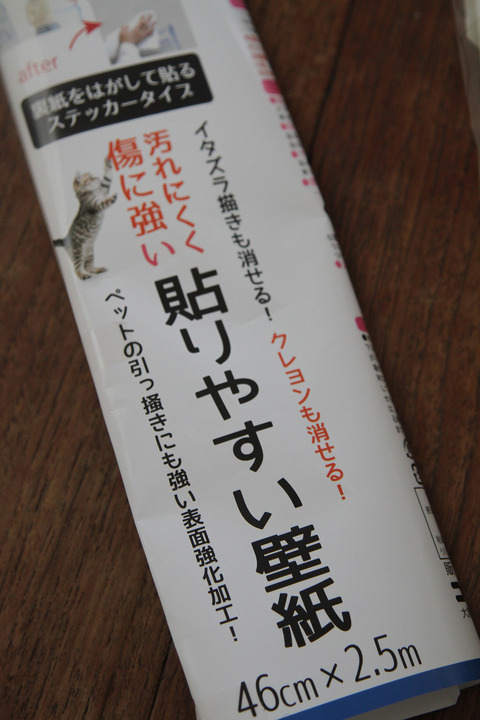 after
裏紙をはがして貼る
ステッカータイプ
イタズラ描きも消せる！クレヨンも消せる！
汚れにくく
傷に強い
貼りやすい壁紙
ペットの引っ掻きにも強い表面強化加工！
46cm×2.5m